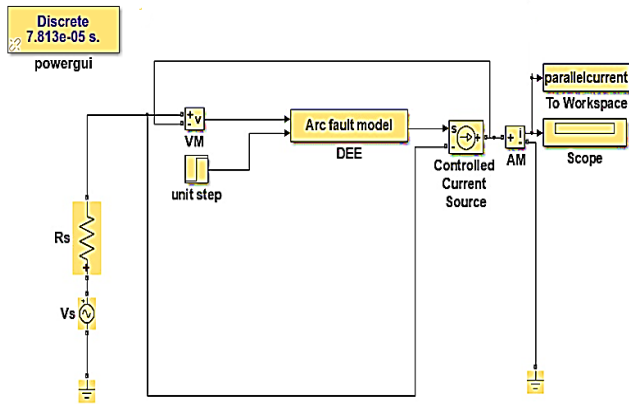 Discrete
7.813e-05 s.
powergui
+
-
v
VM
unit step
Arc fault model
DEE
s
-
+
Controlled
Current
Source
+
i
-
AM
parallelcurrent
To Workspace
Scope
Rs
+
+
Vs